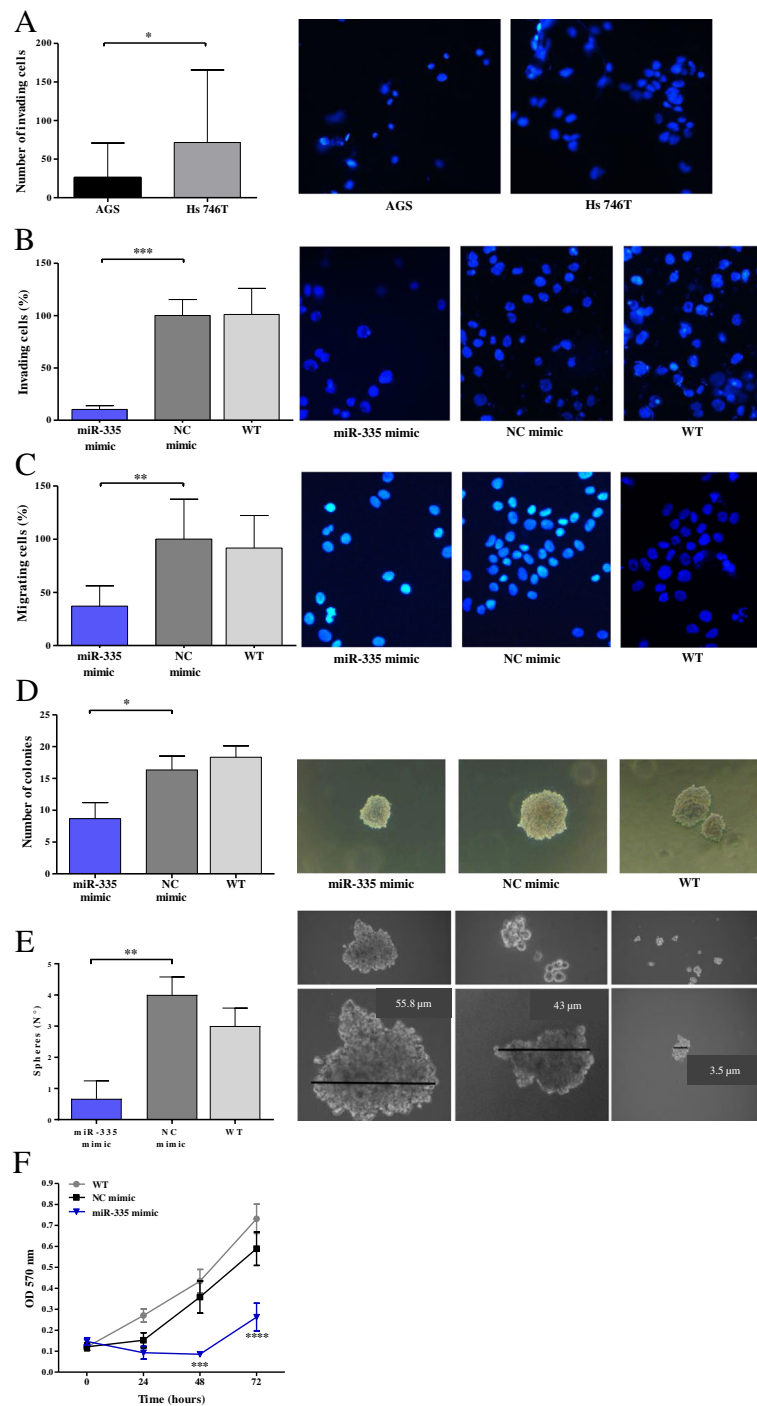 A
Number of invading cells
200
150
100
50
0
*
AGS
Hs 746T
AGS
Hs 746T
B
Invading cells (%)
150
100
50
0
***
miR-335
mimic
NC
mimic
WT
miR-335 mimic
NC mimic
WT
C
Migrating cells (%)
150
100
50
0
**
miR-335
mimic
NC
mimic
WT
miR-335 mimic
NC mimic
WT
D
Number of colonies
25
20
15
10
5
0
*
miR-335
mimic
NC
mimic
WT
miR-335 mimic
NC mimic
WT
E
Spheres (N°)
5
4
3
2
1
0
**
miR-335
mimic
NC
mimic
WT
55.8 µm
43 µm
3.5 µm
F
WT
NC mimic
miR-335 mimic
OD 570 nm
0.9
0.8
0.7
0.6
0.5
0.4
0.3
0.2
0.1
0.0
***
****
0
24
48
72
Time (hours)